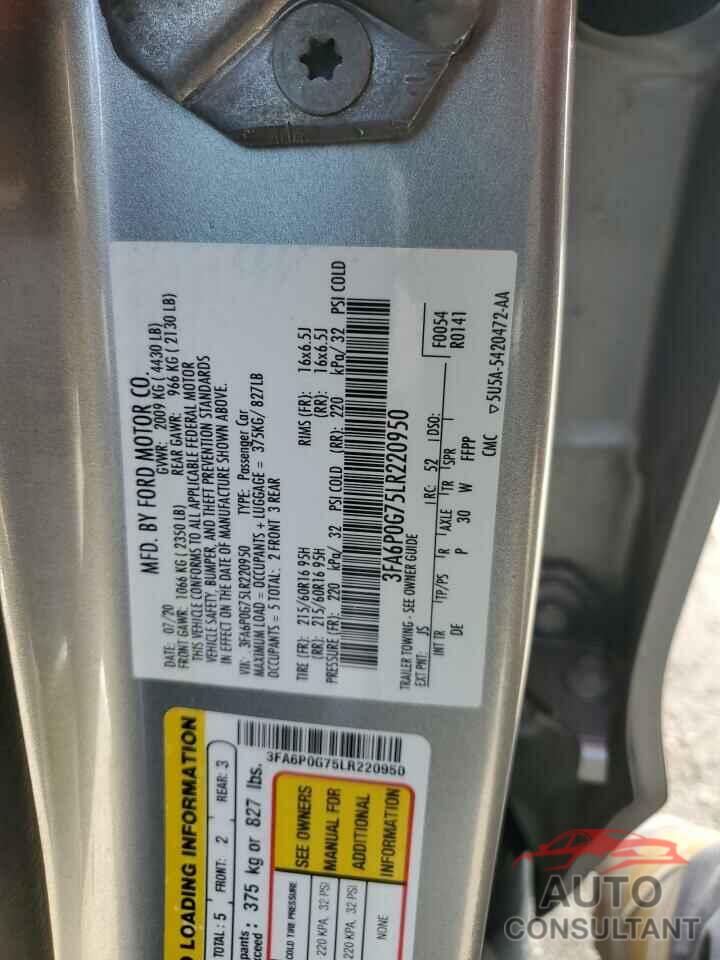 MFD. BY FORD MOTOR CO.
DATE: 07/20 GVWR: 2009 KG (4430 LB)
FRONT GAWR: 1066 KG (2350 LB) REAR GAWR: 966 KG (2130 LB)
THIS VEHICLE CONFORMS TO ALL APPLICABLE FEDERAL MOTOR
VEHICLE SAFETY, BUMPER, AND THEFT PREVENTION STANDARDS
IN EFFECT ON THE DATE OF MANUFACTURE SHOWN ABOVE.
VIN: 3FA6P0G75LR220950 TYPE: Passenger Car
MAXIMUM LOAD = OCCUPANTS + LUGGAGE = 375KG/ 827LB
OCCUPANTS = 5 TOTAL: 2 FRONT 3 REAR
TIRE (FR): 215/60R16 95H RIMS (FR): 16x6.5J
(RR): 215/60R16 95H (RR): 16x6.5J
PRESSURE (FR): 220 kPa/ 32 PSI COLD (RR): 220 kPa/ 32 PSI COLD
3FA6P0G75LR220950
TRAILER TOWING - SEE OWNER GUIDE
EXT PNT: JS RC: 52 DSO: F0054
INT TR TP/PS R AXLE TR SPR R0141
DE P 30 W FFPP
CMC
▽5U5A-5420472-AA
LOADING INFORMATION
TOTAL: 5 FRONT: 2 REAR: 3
375 kg or 827 lbs.
3FA6P0G75LR220950
COLD TIRE PRESSURE
220 KPA, 32 PSI
220 KPA, 32 PSI
NONE
SEE OWNERS
MANUAL FOR
ADDITIONAL
INFORMATION
AUTO
CONSULTANT